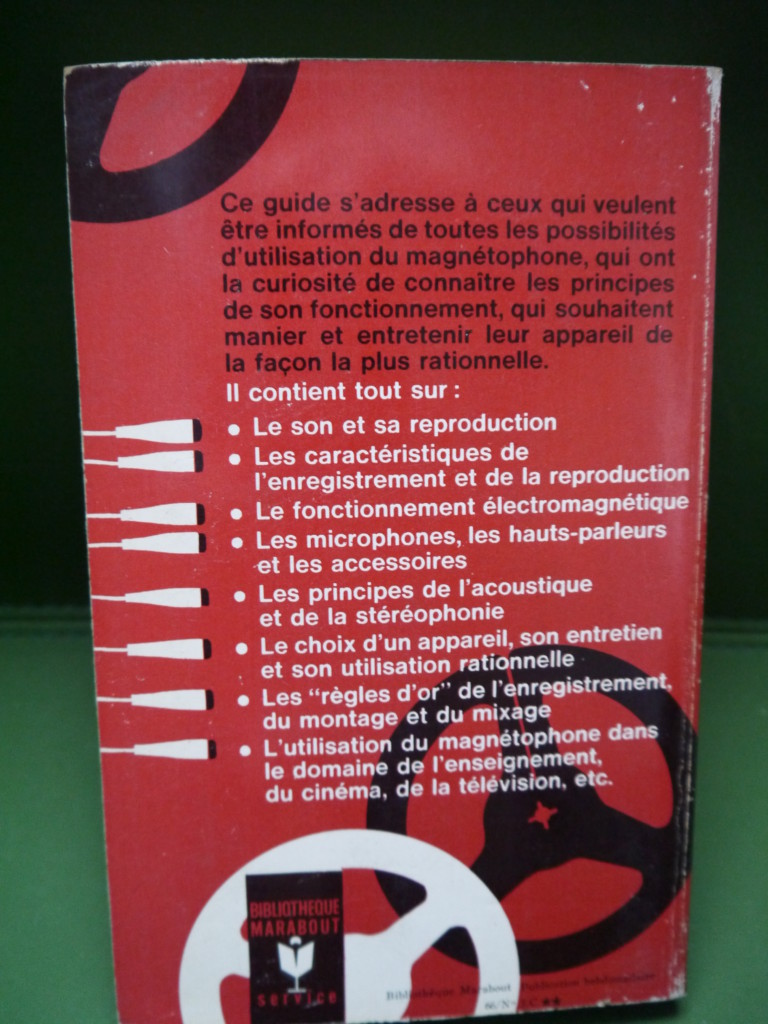 Ce guide s'adresse à ceux qui veulent
être informés de toutes les possibilités
d'utilisation du magnétophone, qui ont
la curiosité de connaître les principes
de son fonctionnement, qui souhaitent
manier et entretenir leur appareil de
la façon la plus rationnelle.
Il contient tout sur :
• Le son et sa reproduction
• Les caractéristiques de
l'enregistrement et de la reproduction
• Le fonctionnement électromagnétique
• Les microphones, les hauts-parleurs
et les accessoires
• Les principes de l'acoustique
et de la stéréophonie
• Le choix d'un appareil, son entretien
et son utilisation rationnelle
• Les "règles d'or" de l'enregistrement,
du montage et du mixage
• L'utilisation du magnétophone dans
le domaine de l'enseignement,
du cinéma, de la télévision, etc.
BIBLIOTHEQUE
MARABOUT
service
Bibliothèque Marabout Publication hebdomadaire